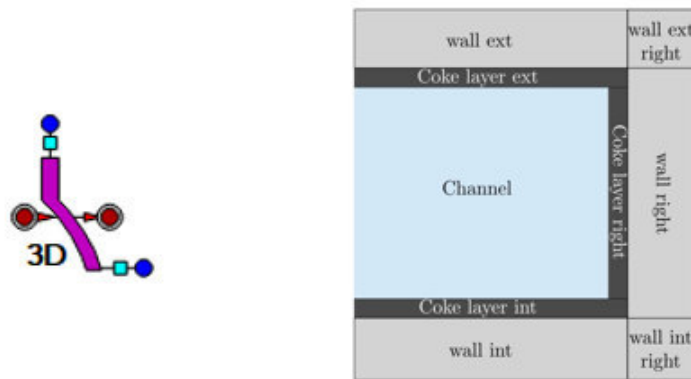 3D
wall ext
wall ext
right
Coke layer ext
Channel
Coke layer right
wall right
Coke layer int
wall int
wall int
right